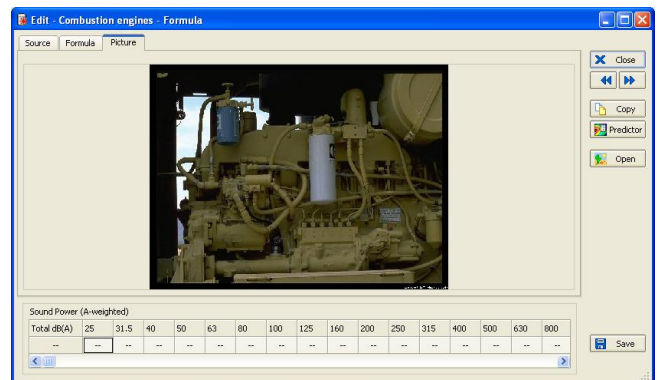 Edit - Combustion engines - Formula
Source Formula Picture
Close
Copy
Predictor
Open
Sound Power (A-weighted)
Total dB(A) 25 31.5 40 50 63 80 100 125 160 200 250 315 400 500 630 800
-- -- -- -- -- -- -- -- -- -- -- -- -- -- -- -- --
Save